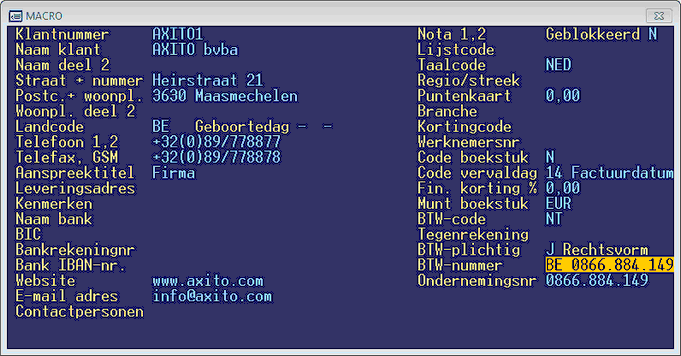 MACRO
Klantnummer AXITO1 Nota 1,2 Geblokkeerd N
Naam klant AXITO bvba Lijstcode
Naam deel 2 Taalcode NED
Straat + nummer Heirstraat 21 Regio/streek
Postc.+ woonpl. 3630 Maasmechelen Puntenkaart 0,00
Woonpl. deel 2 Branche
Landcode BE Geboortedag - - Kortingcode
Telefoon 1,2 +32(0)89/778877 Werknemersnr
Telefax, GSM +32(0)89/778878 Code boekstuk N
Aanspreektitel Firma Code vervaldag 14 Factuurdatum
Leveringsadres Fin. korting % 0,00
Kenmerken Munt boekstuk EUR
Naam bank BTW-code NT
BIC Tegenrekening
Bankrekeningnr BTW-plichtig J Rechtsvorm
Bank IBAN-nr. BTW-nummer BE 0866.884.149
Website www.axito.com Ondernemingsnr 0866.884.149
E-mail adres info@axito.com
Contactpersonen